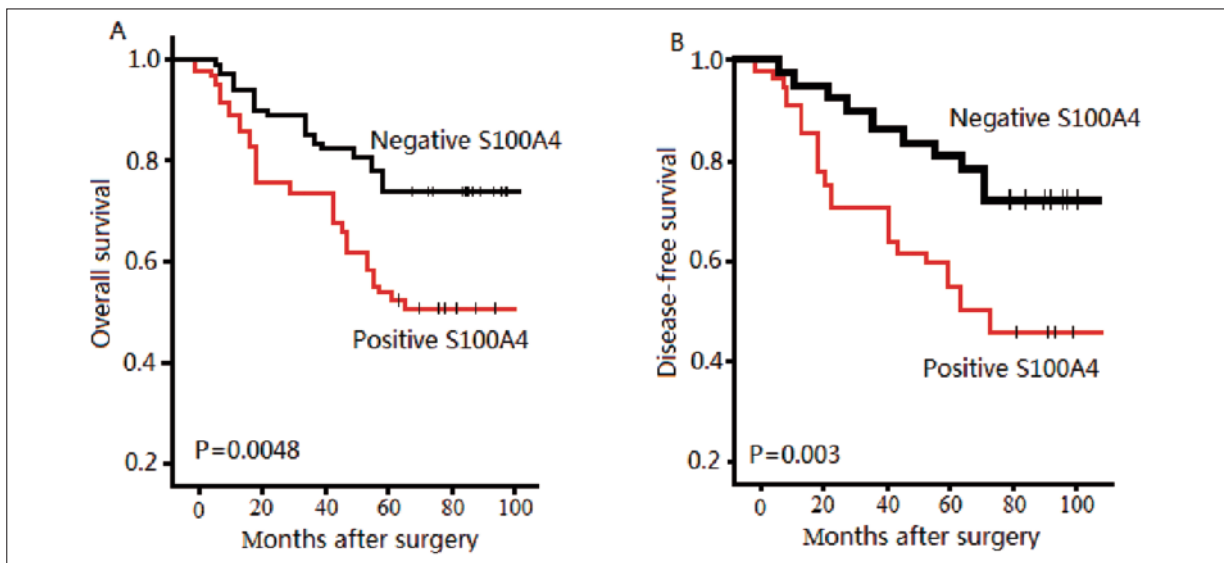 A
1.0
0.8
0.6
0.4
0.2
Overall survival
Negative S100A4
Positive S100A4
P=0.0048
0 20 40 60 80 100
Months after surgery
B
1.0
0.8
0.6
0.4
0.2
Disease-free survival
Negative S100A4
Positive S100A4
P=0.003
0 20 40 60 80 100
Months after surgery